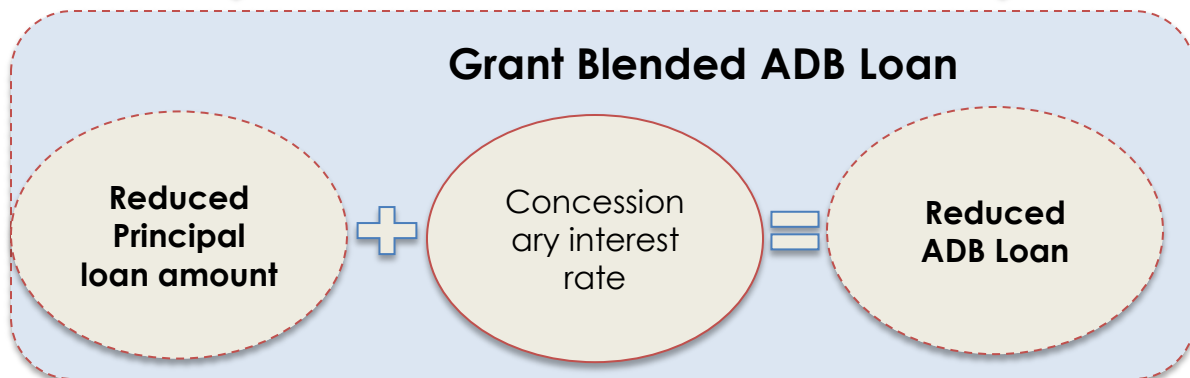 Grant Blended ADB Loan
Reduced
Principal
loan amount
Concession
ary interest
rate
Reduced
ADB Loan